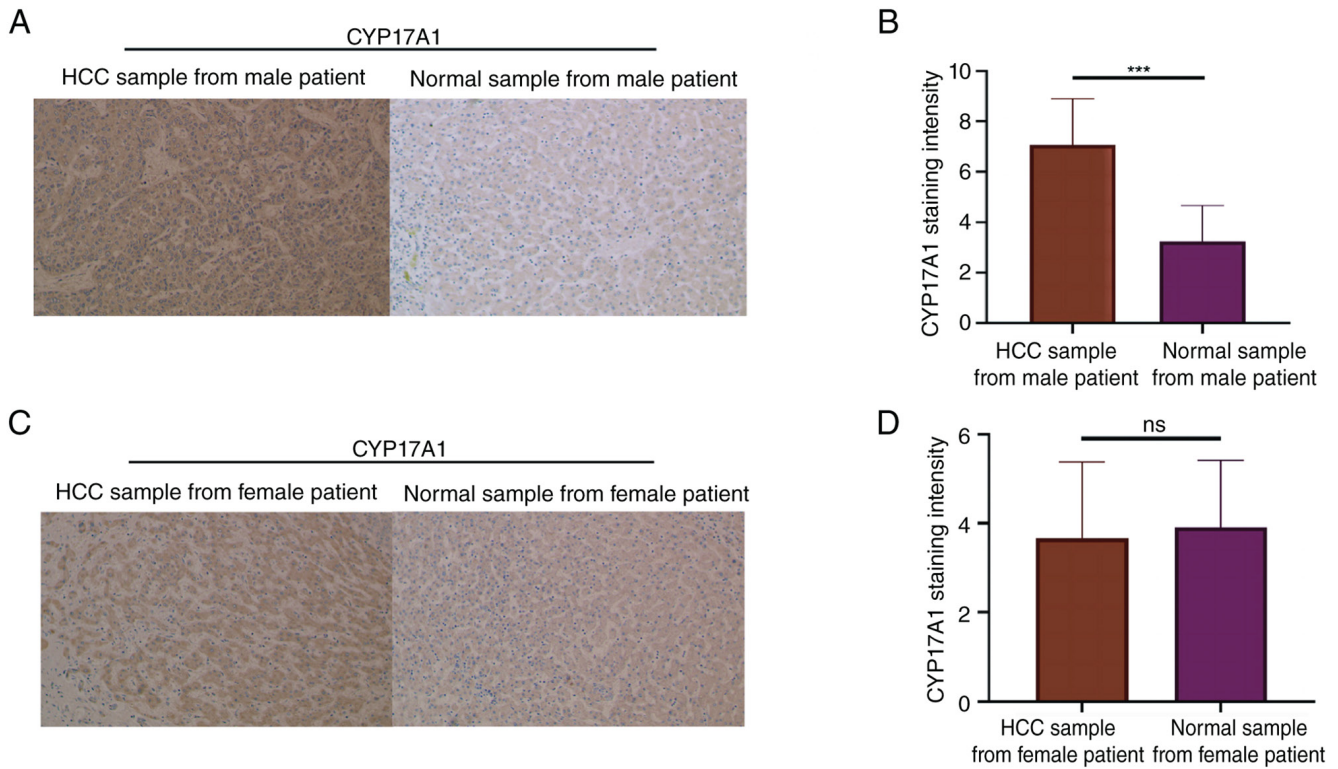 A
CYP17A1
HCC sample from male patient
Normal sample from male patient
B
CYP17A1 staining intensity
10
8
6
4
2
0
***
HCC sample
from male patient
Normal sample
from male patient
C
CYP17A1
HCC sample from female patient
Normal sample from female patient
D
CYP17A1 staining intensity
6
4
2
0
ns
HCC sample
from female patient
Normal sample
from female patient